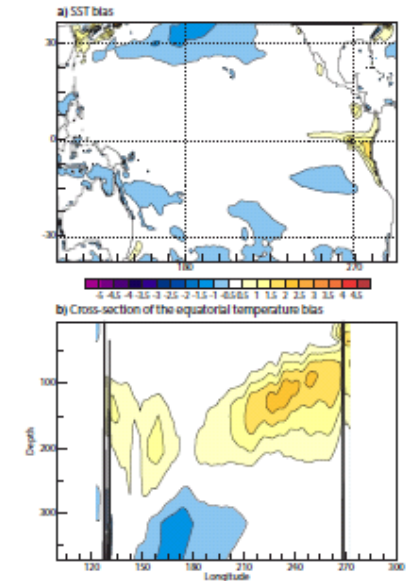 a) SST bias
30
0
-30
180
270
-5 -4.5 -4 -3.5 -3 -2.5 -2 -1.5 -1 -0.5 0.5 1 1.5 2 2.5 3 3.5 4 4.5
b) Cross-section of the equatorial temperature bias
100
200
300
Depth
120 150 180 210 240 270 300
Longitude